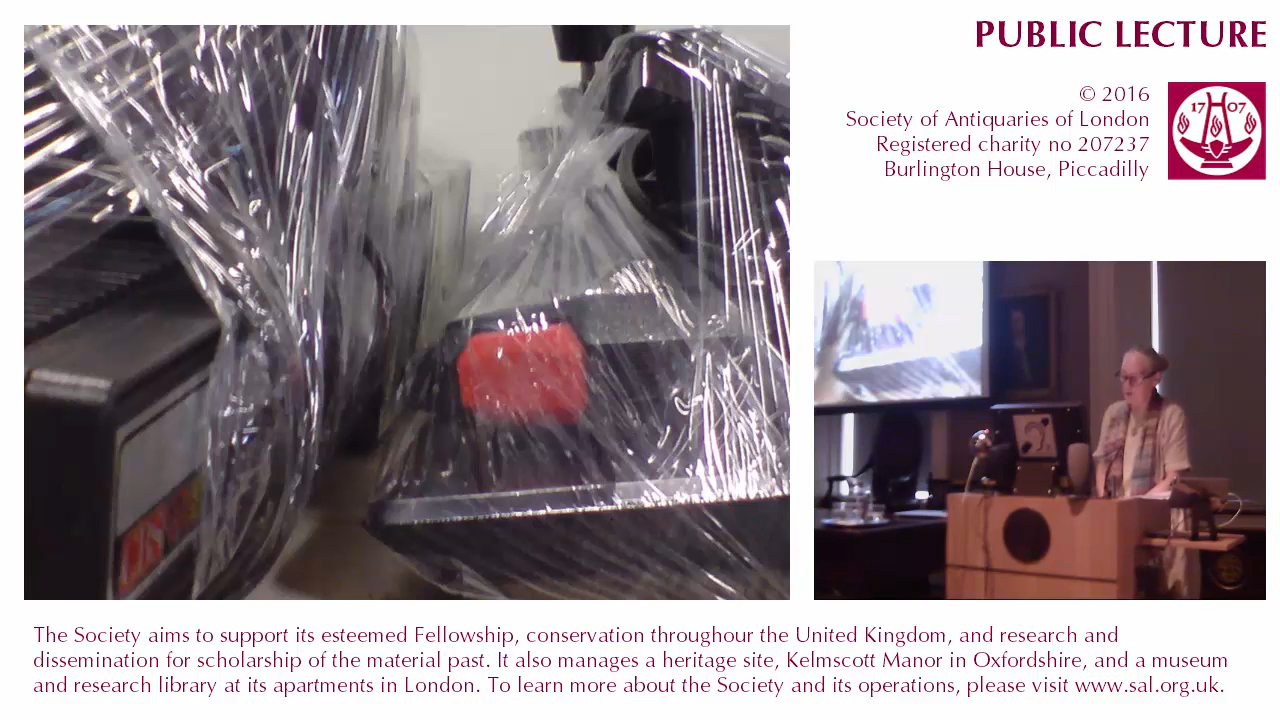 PUBLIC LECTURE
© 2016
Society of Antiquaries of London
Registered charity no 207237
Burlington House, Piccadilly
17 07
The Society aims to support its esteemed Fellowship, conservation throughour the United Kingdom, and research and
dissemination for scholarship of the material past. It also manages a heritage site, Kelmscott Manor in Oxfordshire, and a museum
and research library at its apartments in London. To learn more about the Society and its operations, please visit www.sal.org.uk.